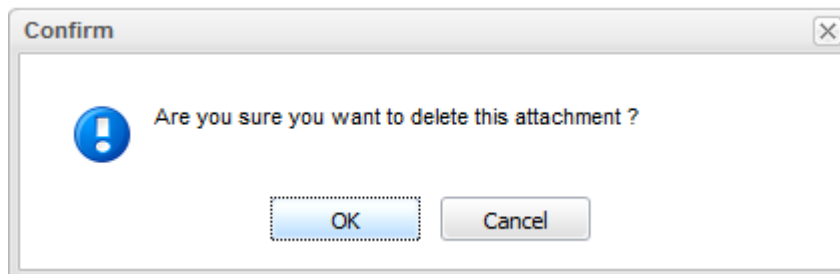 Confirm
Are you sure you want to delete this attachment ?
OK
Cancel